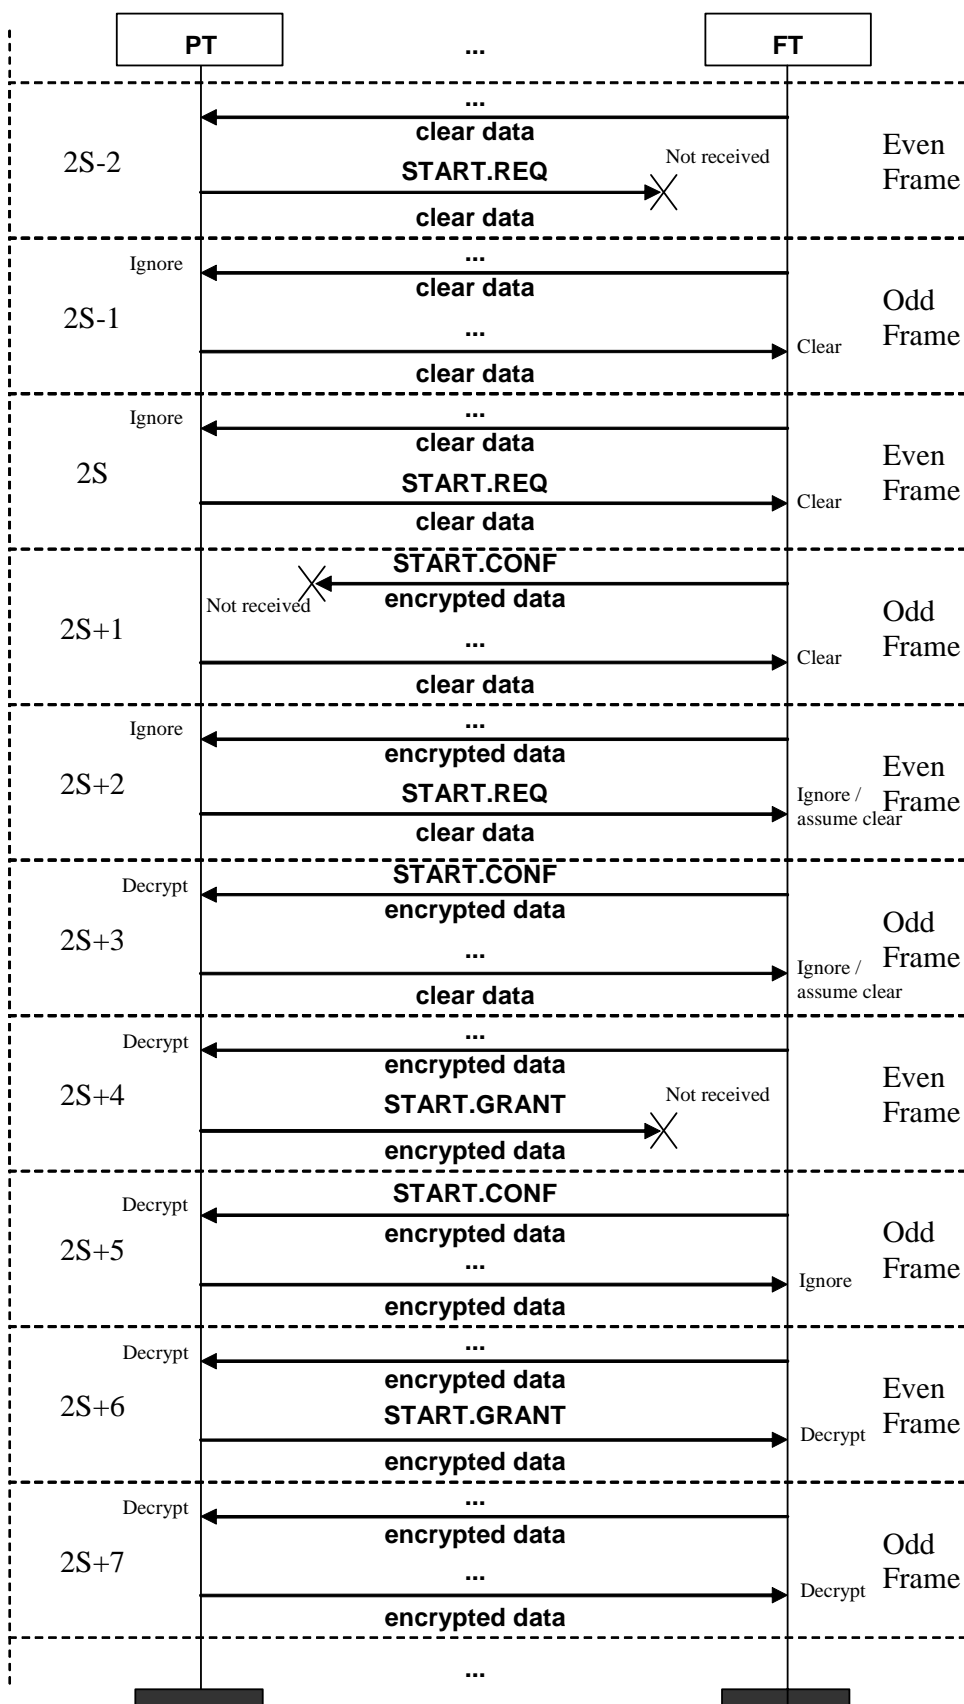 PT
...
FT
...
clear data
2S-2
START.REQ
Not received
clear data
Even
Frame
Ignore
...
clear data
2S-1
...
Clear
clear data
Odd
Frame
Ignore
...
clear data
2S
START.REQ
Clear
clear data
Even
Frame
START.CONF
Not received
encrypted data
2S+1
...
Clear
clear data
Odd
Frame
Ignore
...
encrypted data
2S+2
START.REQ
Ignore /
assume clear
clear data
Even
Frame
Decrypt
START.CONF
encrypted data
2S+3
...
Ignore /
assume clear
clear data
Odd
Frame
Decrypt
...
encrypted data
2S+4
START.GRANT
Not received
encrypted data
Even
Frame
Decrypt
START.CONF
encrypted data
2S+5
...
Ignore
encrypted data
Odd
Frame
Decrypt
...
encrypted data
2S+6
START.GRANT
Decrypt
encrypted data
Even
Frame
Decrypt
...
encrypted data
2S+7
...
Decrypt
encrypted data
Odd
Frame
...